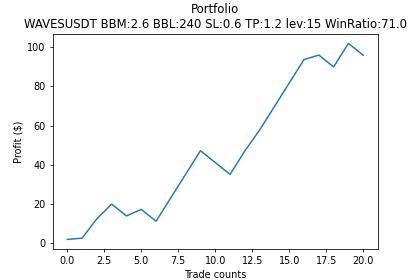 Portfolio
WAVESUSDT BBM:2.6 BBL:240 SL:0.6 TP:1.2 lev:15 WinRatio:71.0
100
80
60
40
20
0
Profit ($)
0.0 2.5 5.0 7.5 10.0 12.5 15.0 17.5 20.0
Trade counts